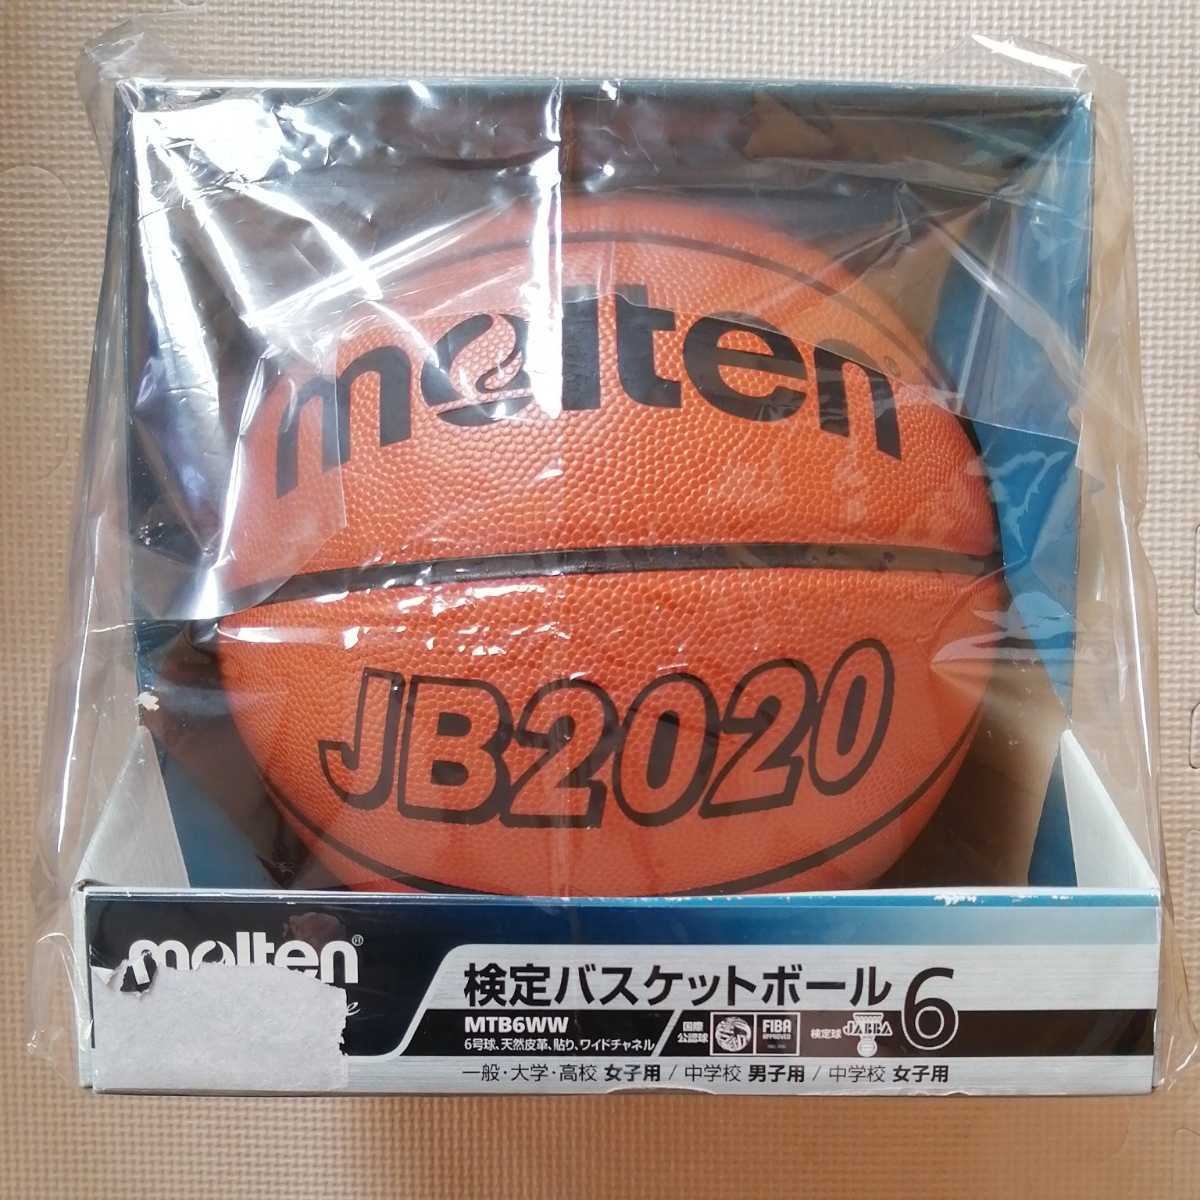 molten
JB2020
molten®
検定バスケットボール 6
MTB6WW
6号球、天然皮革、貼り、ワイドチャネル
国際公認球
FIBA
APPROVED
検定球
JABBA
一般・大学・高校 女子用 / 中学校 男子用 / 中学校 女子用